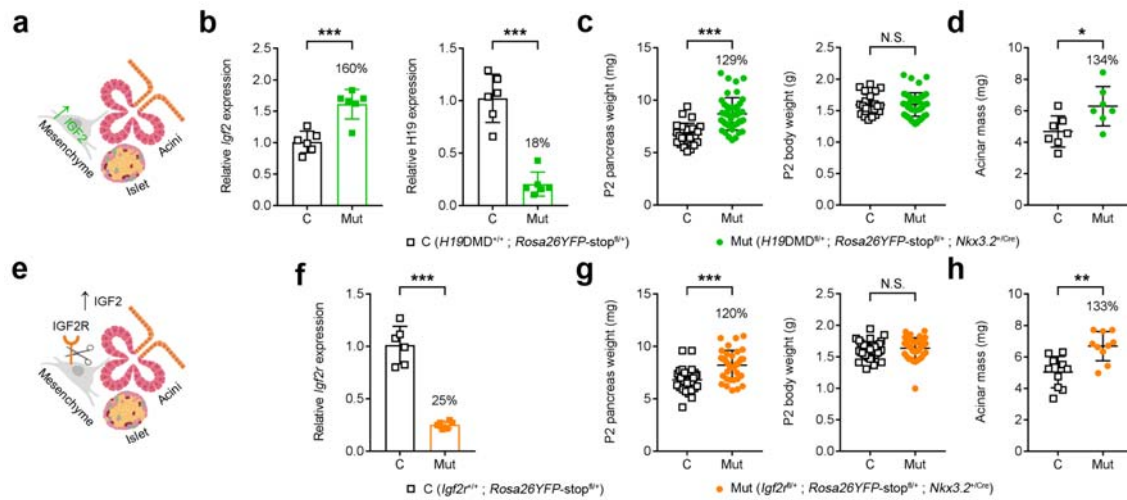 a
IGF2
Mesenchyme
Acini
Islet
b
Relative Igf2 expression
2.5
2.0
1.5
1.0
0.5
0.0
***
160%
C
Mut
Relative H19 expression
1.5
1.0
0.5
0.0
***
18%
C
Mut
c
P2 pancreas weight (mg)
15
10
5
0
***
129%
C
Mut
P2 body weight (g)
2.5
2.0
1.5
1.0
0.5
0.0
N.S.
C
Mut
d
Acinar mass (mg)
10
8
6
4
2
0
*
134%
C
Mut
C (H19DMD+/+ ; Rosa26YFP-stopfl/+)
Mut (H19DMDfl/+ ; Rosa26YFP-stopfl/+ ; Nkx3.2+/Cre)
e
IGF2
IGF2R
Mesenchyme
Acini
Islet
f
Relative Igf2r expression
1.5
1.0
0.5
0.0
***
25%
C
Mut
g
P2 pancreas weight (mg)
15
10
5
0
***
120%
C
Mut
P2 body weight (g)
2.5
2.0
1.5
1.0
0.5
0.0
N.S.
C
Mut
h
Acinar mass (mg)
10
8
6
4
2
0
**
133%
C
Mut
C (Igf2r+/+ ; Rosa26YFP-stopfl/+)
Mut (Igf2rfl/+ ; Rosa26YFP-stopfl/+ ; Nkx3.2+/Cre)